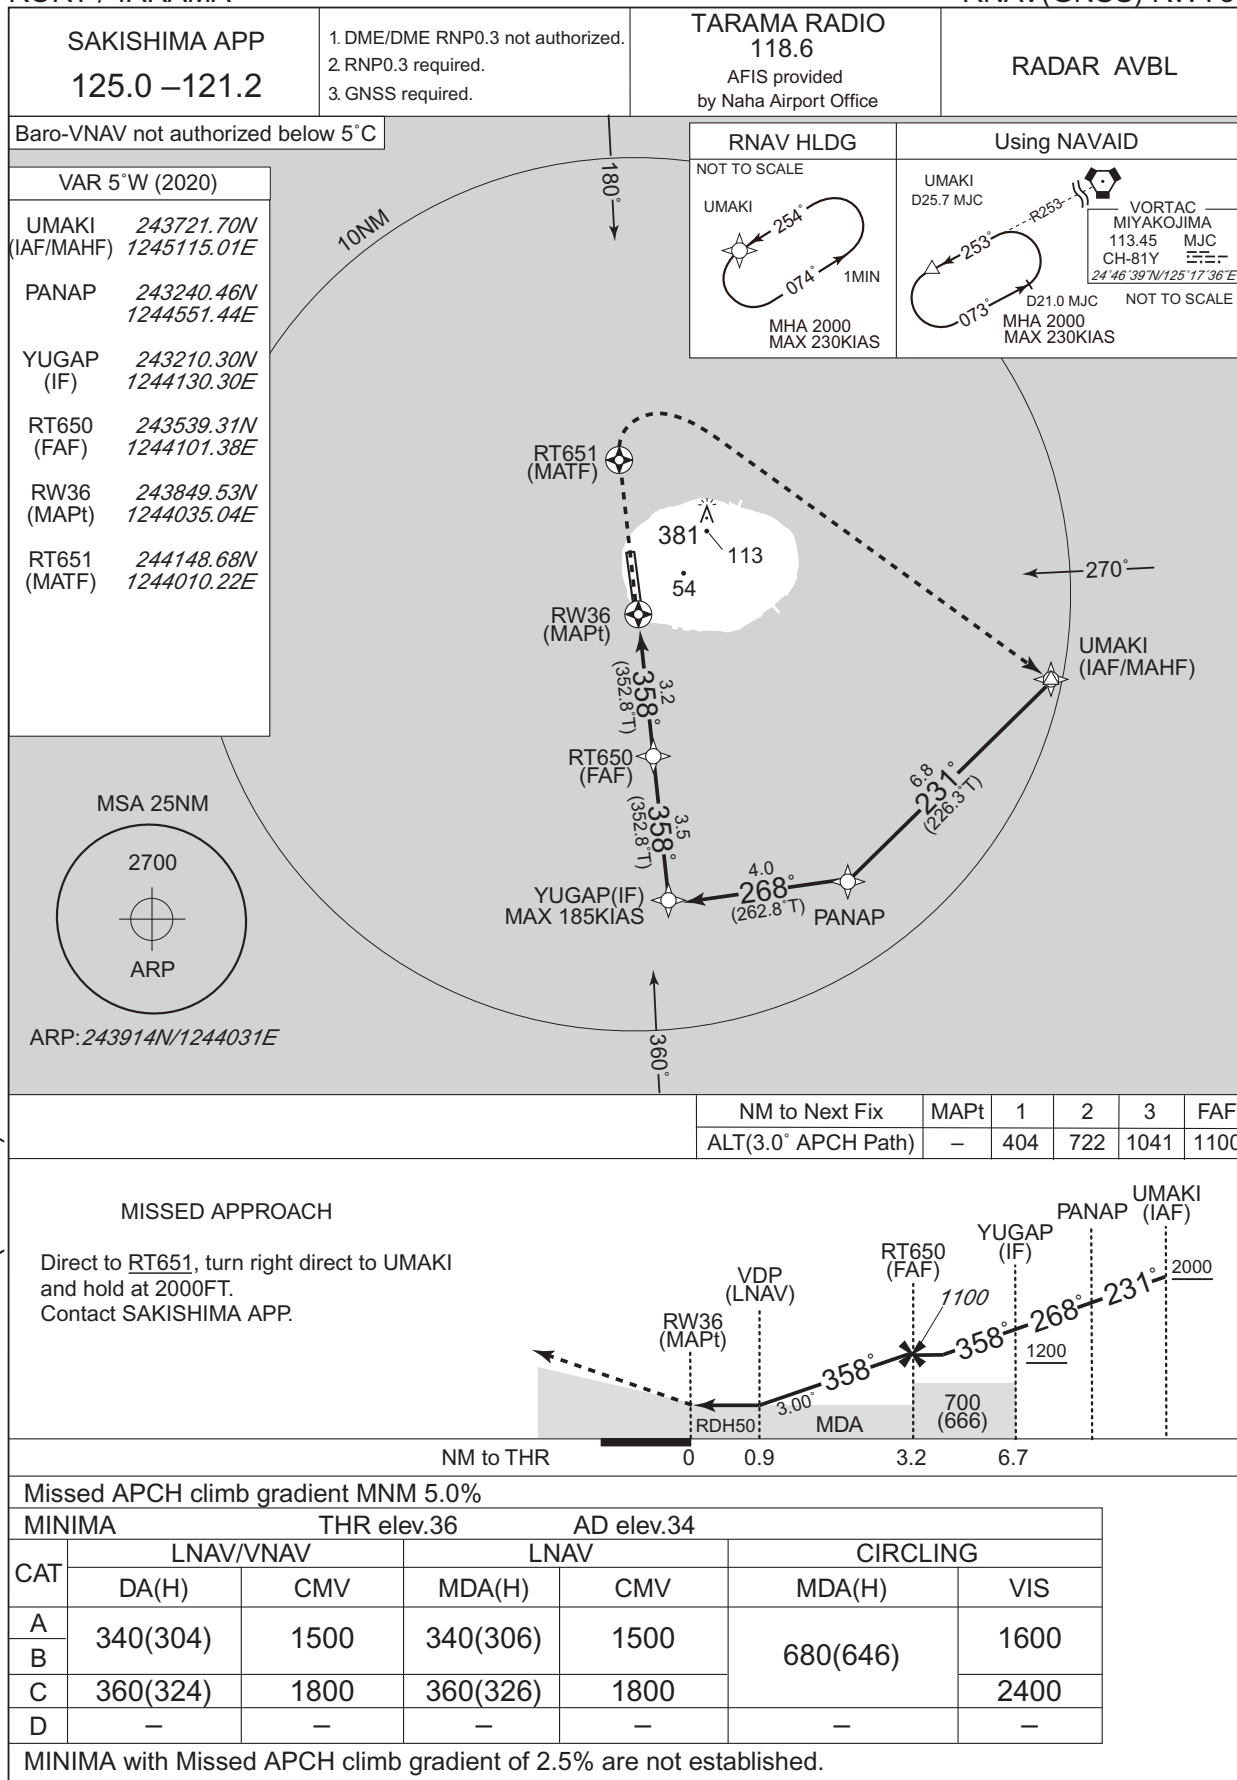 SAKISHIMA APP
125.0 –121.2
1. DME/DME RNP0.3 not authorized.
2. RNP0.3 required.
3. GNSS required.
TARAMA RADIO
118.6
AFIS provided
by Naha Airport Office
RADAR AVBL
Baro-VNAV not authorized below 5°C
VAR 5°W (2020)
UMAKI 243721.70N
(IAF/MAHF) 1245115.01E
PANAP 243240.46N
1244551.44E
YUGAP 243210.30N
(IF) 1244130.30E
RT650 243539.31N
(FAF) 1244101.38E
RW36 243849.53N
(MAPt) 1244035.04E
RT651 244148.68N
(MATF) 1244010.22E
10NM
180°
RNAV HLDG
NOT TO SCALE
UMAKI
254°
074°
1MIN
MHA 2000
MAX 230KIAS
Using NAVAID
UMAKI
D25.7 MJC
R253
253°
073°
D21.0 MJC
MHA 2000
MAX 230KIAS
VORTAC
MIYAKOJIMA
113.45 MJC
CH-81Y
24°46'39"N/125°17'36"E
NOT TO SCALE
RT651
(MATF)
381
113
54
270°
RW36
(MAPt)
UMAKI
(IAF/MAHF)
3.2
358°
(352.8°T)
RT650
(FAF)
3.5
358°
(352.8°T)
6.8
231°
(226.3°T)
4.0
268°
(262.8°T)
PANAP
YUGAP(IF)
MAX 185KIAS
360°
MSA 25NM
2700
ARP
ARP:243914N/1244031E
NM to Next Fix MAPt 1 2 3 FAF
ALT(3.0° APCH Path) – 404 722 1041 1100
MISSED APPROACH
Direct to RT651, turn right direct to UMAKI
and hold at 2000FT.
Contact SAKISHIMA APP.
RW36
(MAPt)
VDP
(LNAV)
RT650
(FAF)
1100
YUGAP
(IF)
PANAP
UMAKI
(IAF)
2000
231°
268°
358°
1200
358°
3.00°
RDH50
MDA
700
(666)
NM to THR 0 0.9 3.2 6.7
Missed APCH climb gradient MNM 5.0%
MINIMA THR elev.36 AD elev.34
CAT LNAV/VNAV LNAV CIRCLING
DA(H) CMV MDA(H) CMV MDA(H) VIS
A
B
340(304) 1500 340(306) 1500 680(646) 1600
C 360(324) 1800 360(326) 1800 2400
D – – – – – –
MINIMA with Missed APCH climb gradient of 2.5% are not established.